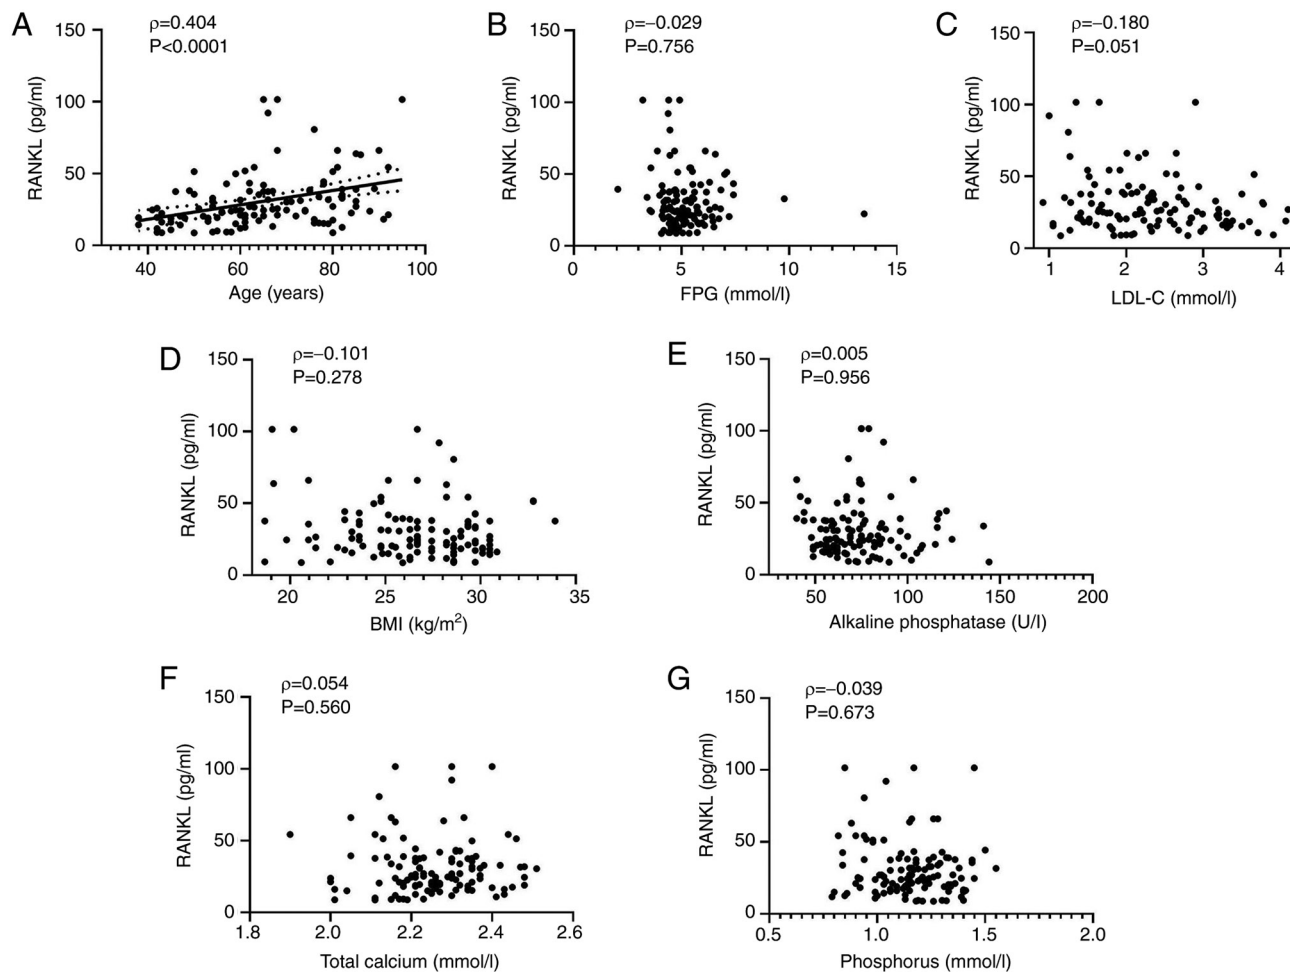 A
ρ=0.404
P<0.0001
150
100
50
0
RANKL (pg/ml)
40 60 80 100
Age (years)
B
ρ=−0.029
P=0.756
150
100
50
0
RANKL (pg/ml)
0 5 10 15
FPG (mmol/l)
C
ρ=−0.180
P=0.051
150
100
50
0
RANKL (pg/ml)
1 2 3 4
LDL-C (mmol/l)
D
ρ=−0.101
P=0.278
150
100
50
0
RANKL (pg/ml)
20 25 30 35
BMI (kg/m²)
E
ρ=0.005
P=0.956
150
100
50
0
RANKL (pg/ml)
50 100 150 200
Alkaline phosphatase (U/l)
F
ρ=0.054
P=0.560
150
100
50
0
RANKL (pg/ml)
1.8 2.0 2.2 2.4 2.6
Total calcium (mmol/l)
G
ρ=−0.039
P=0.673
150
100
50
0
RANKL (pg/ml)
0.5 1.0 1.5 2.0
Phosphorus (mmol/l)